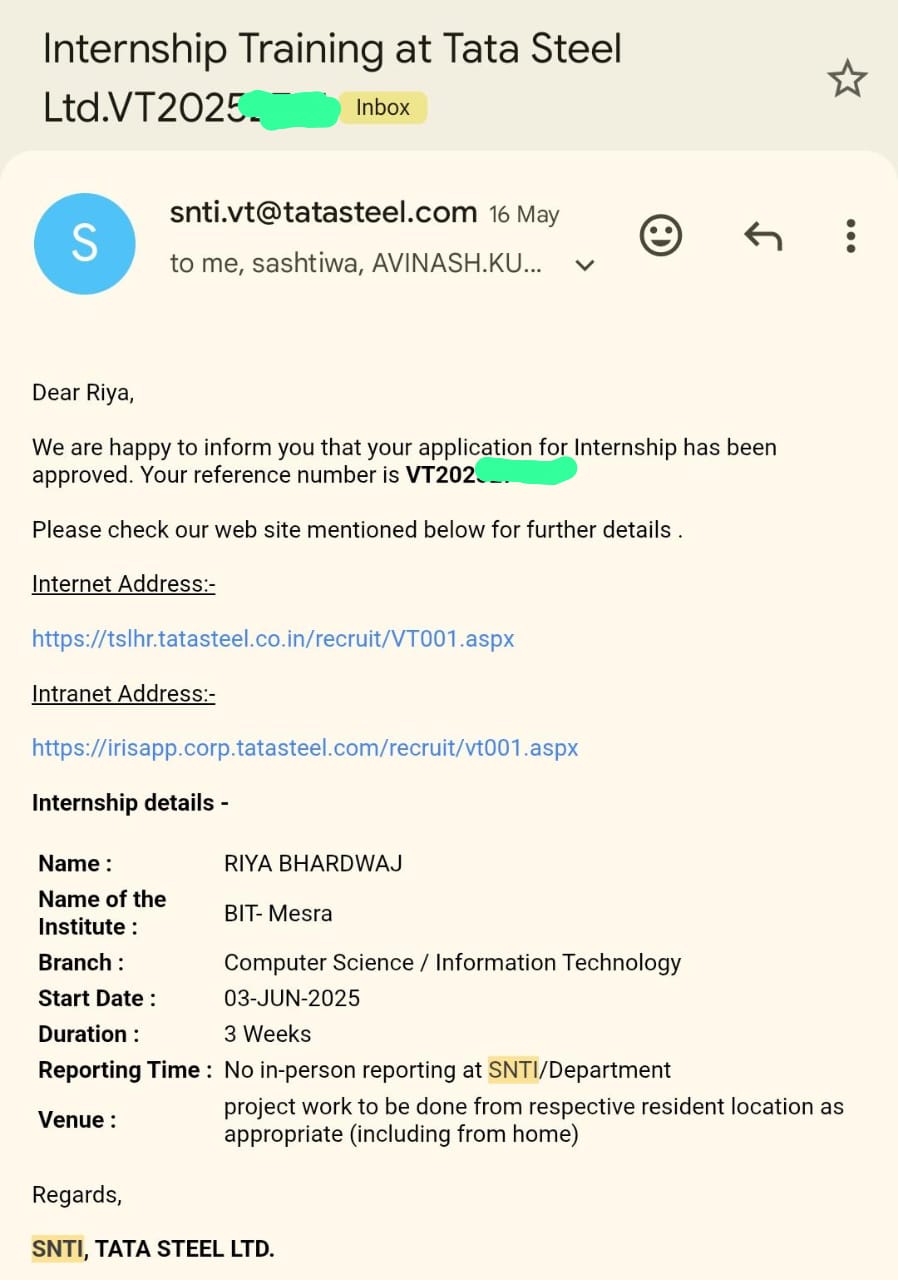 Internship Training at Tata Steel
Ltd.VT2025 Inbox
S
snti.vt@tatasteel.com 16 May
to me, sashtiwa, AVINASH.KU...
Dear Riya,
We are happy to inform you that your application for Internship has been
approved. Your reference number is VT202
Please check our web site mentioned below for further details .
Internet Address:-
https://tslhr.tatasteel.co.in/recruit/VT001.aspx
Intranet Address:-
https://irisapp.corp.tatasteel.com/recruit/vt001.aspx
Internship details -
Name : RIYA BHARDWAJ
Name of the
Institute : BIT- Mesra
Branch : Computer Science / Information Technology
Start Date : 03-JUN-2025
Duration : 3 Weeks
Reporting Time : No in-person reporting at SNTI/Department
Venue : project work to be done from respective resident location as
appropriate (including from home)
Regards,
SNTI, TATA STEEL LTD.